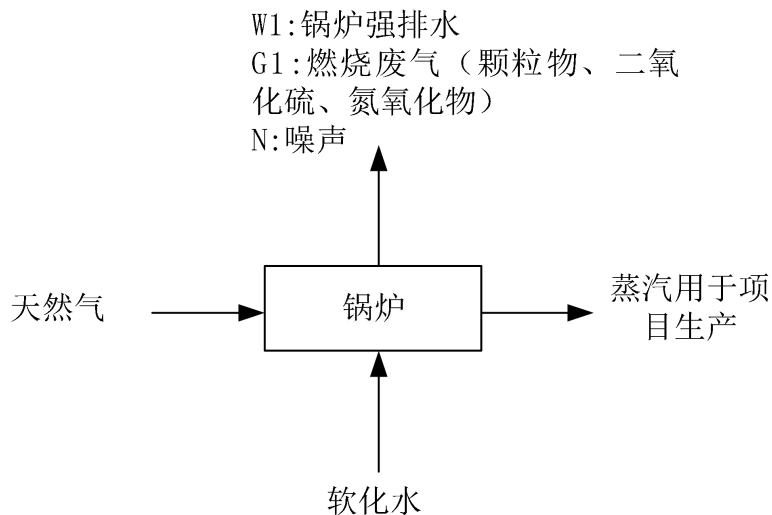 W1:锅炉强排水
G1:燃烧废气（颗粒物、二氧
化硫、氮氧化物）
N:噪声
天然气
锅炉
蒸汽用于项
目生产
软化水